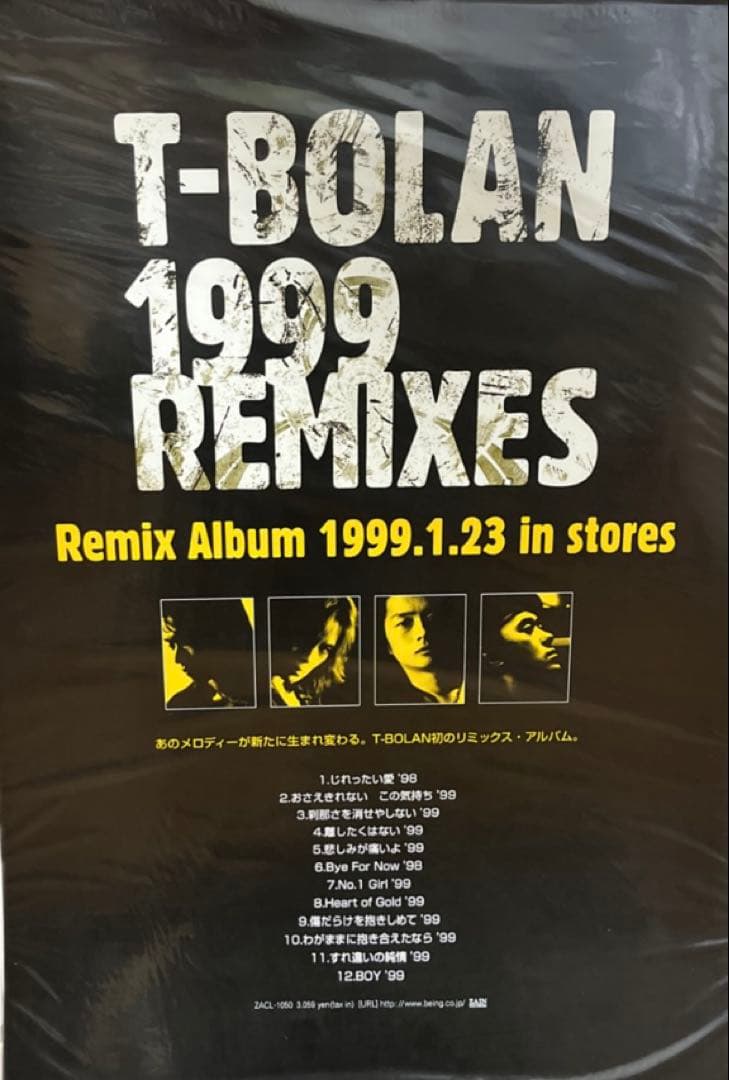 T-BOLAN
1999
REMIXES
Remix Album 1999.1.23 in stores
あのメロディーが新たに生まれ変わる。T-BOLAN初のリミックス・アルバム。
1.じれったい愛 '98
2.おさえきれない　この気持ち '99
3.刹那さを消せやしない '99
4.離したくはない '99
5.悲しみが痛いよ '99
6.Bye For Now '98
7.No.1 Girl '99
8.Heart of Gold '99
9.傷だらけを抱きしめて '99
10.わがままに抱き合えたなら '99
11.すれ違いの純情 '99
12.BOY '99
ZACL-1050 3,059 yen(tax in) [URL] http://www.being.co.jp/ ZAIN